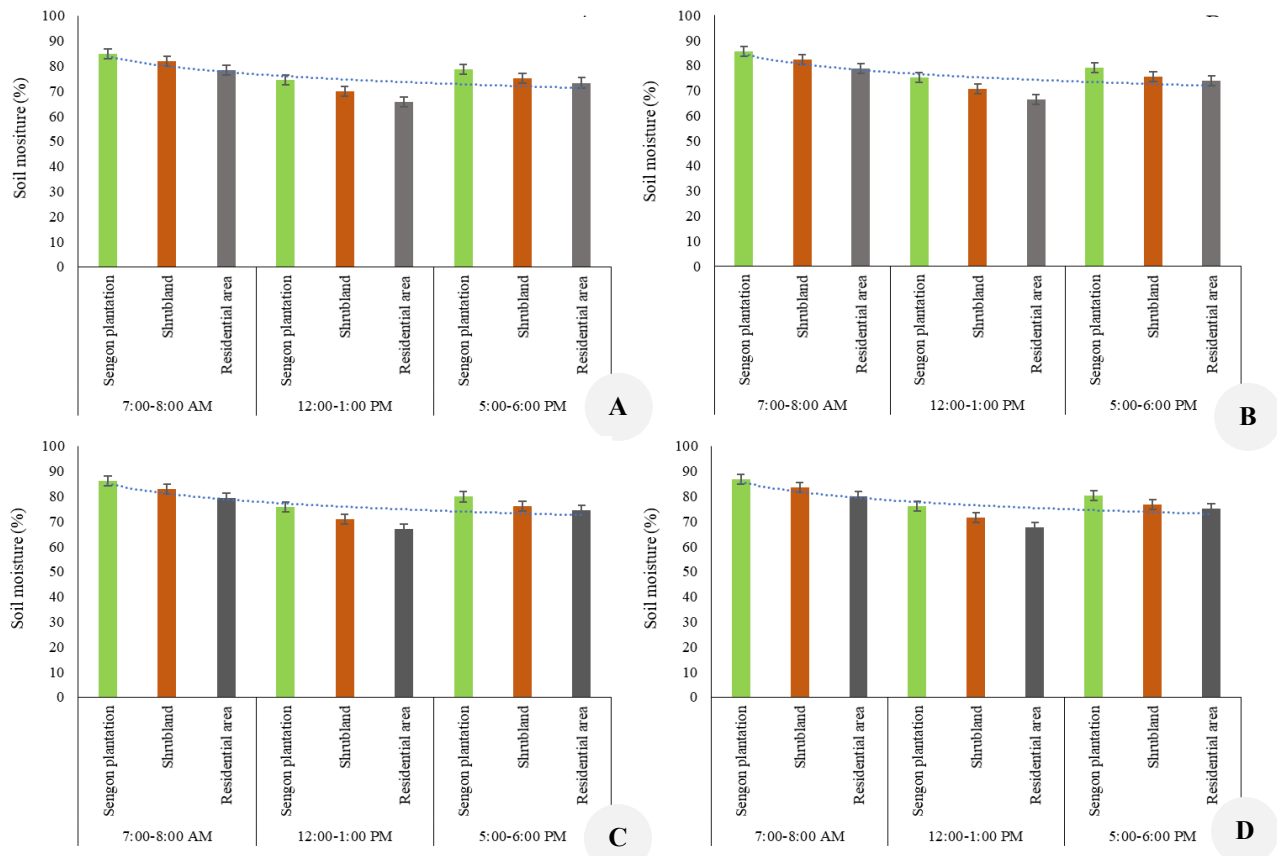 Soil mositure (%)
100
90
80
70
60
50
40
30
20
10
0
Sengon plantation
Shrubland
Residential area
Sengon plantation
Shrubland
Residential area
Sengon plantation
Shrubland
Residential area
7:00-8:00 AM
12:00-1:00 PM
5:00-6:00 PM
A
Soil moisture (%)
100
90
80
70
60
50
40
30
20
10
0
Sengon plantation
Shrubland
Residential area
Sengon plantation
Shrubland
Residential area
Sengon plantation
Shrubland
Residential area
7:00-8:00 AM
12:00-1:00 PM
5:00-6:00 PM
B
Soil moisture (%)
100
90
80
70
60
50
40
30
20
10
0
Sengon plantation
Shrubland
Residential area
Sengon plantation
Shrubland
Residential area
Sengon plantation
Shrubland
Residential area
7:00-8:00 AM
12:00-1:00 PM
5:00-6:00 PM
C
Soil moisture (%)
100
90
80
70
60
50
40
30
20
10
0
Sengon plantation
Shrubland
Residential area
Sengon plantation
Shrubland
Residential area
Sengon plantation
Shrubland
Residential area
7:00-8:00 AM
12:00-1:00 PM
5:00-6:00 PM
D